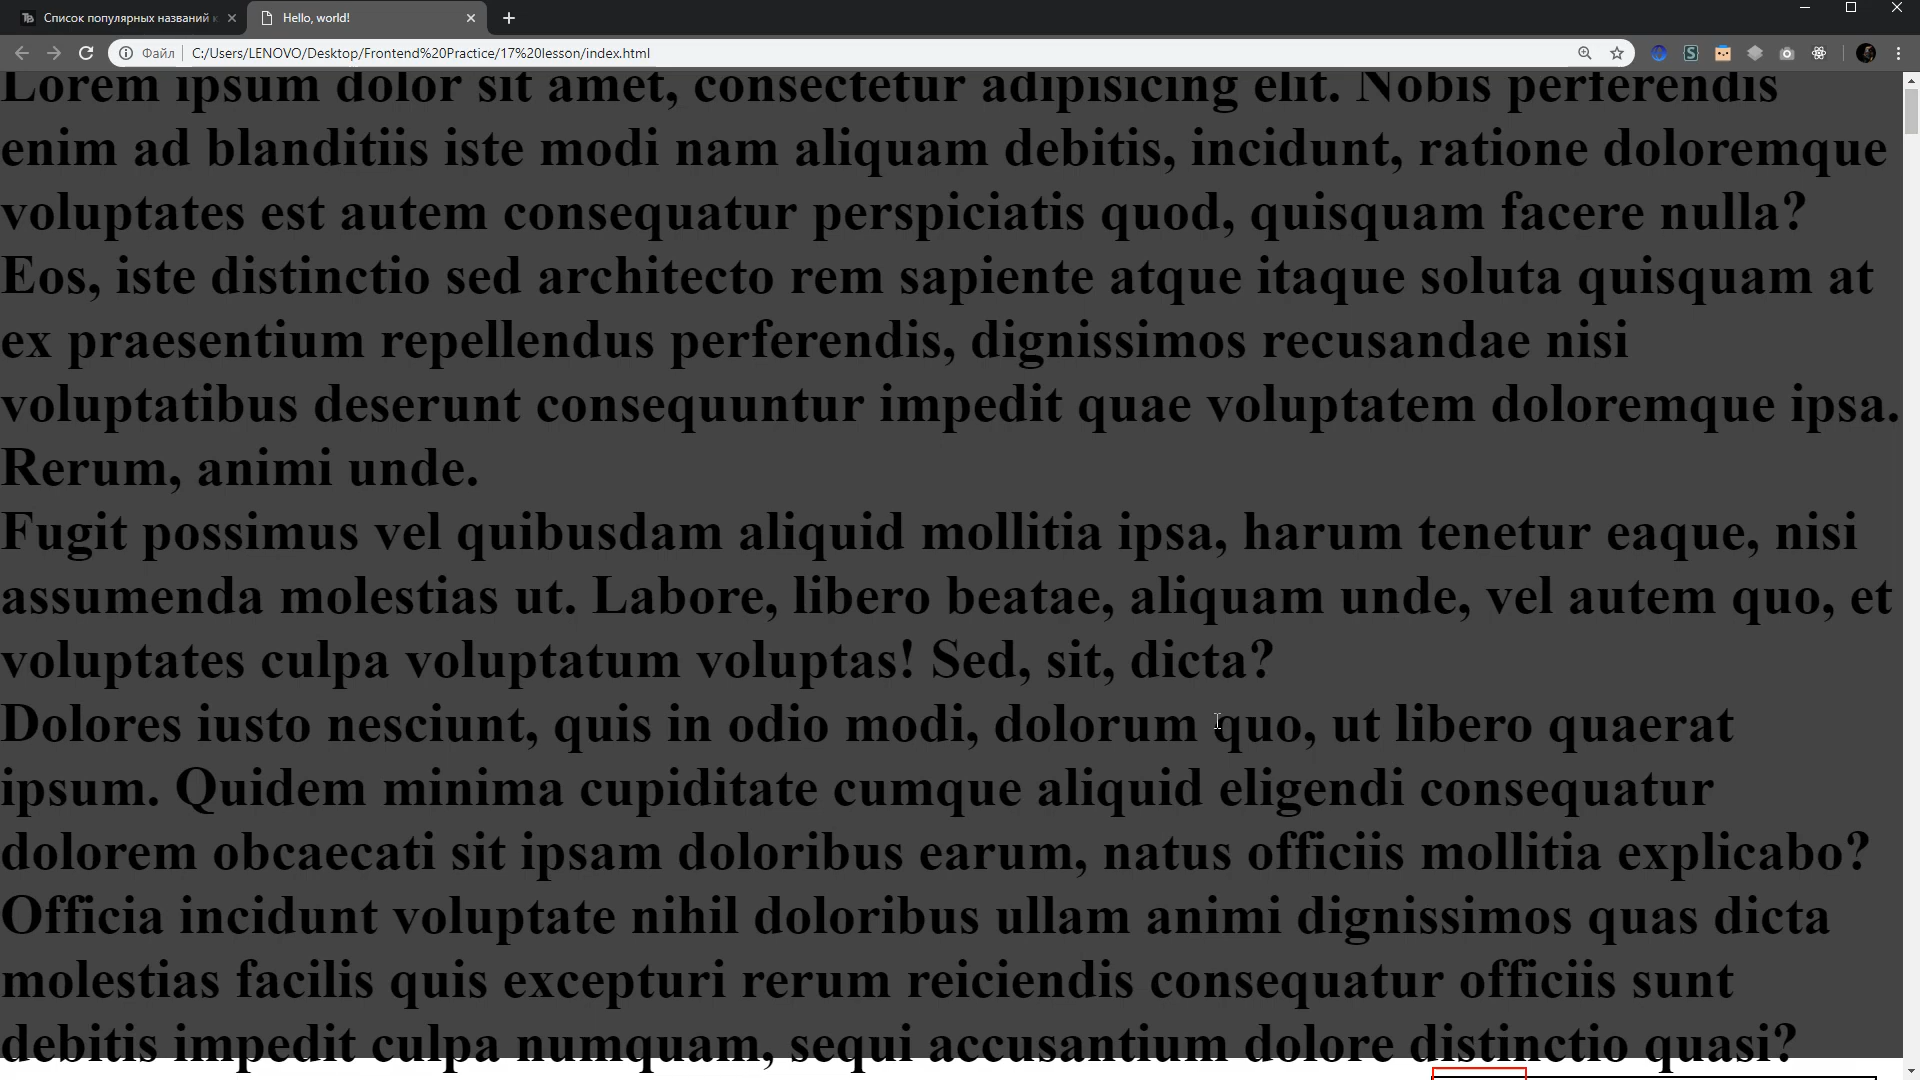 Список популярных названий к
Hello, world!
Файл
C:/Users/LENOVO/Desktop/Frontend%20Practice/17%20lesson/index.html
Lorem ipsum dolor sit amet, consectetur adipisicing elit. Nobis perferendis
enim ad blanditiis iste modi nam aliquam debitis, incidunt, ratione doloremque
voluptates est autem consequatur perspiciatis quod, quisquam facere nulla?
Eos, iste distinctio sed architecto rem sapiente atque itaque soluta quisquam at
ex praesentium repellendus perferendis, dignissimos recusandae nisi
voluptatibus deserunt consequuntur impedit quae voluptatem doloremque ipsa.
Rerum, animi unde.
Fugit possimus vel quibusdam aliquid mollitia ipsa, harum tenetur eaque, nisi
assumenda molestias ut. Labore, libero beatae, aliquam unde, vel autem quo, et
voluptates culpa voluptatum voluptas! Sed, sit, dicta?
Dolores iusto nesciunt, quis in odio modi, dolorum quo, ut libero quaerat
ipsum. Quidem minima cupiditate cumque aliquid eligendi consequatur
dolorem obcaecati sit ipsam doloribus earum, natus officiis mollitia explicabo?
Officia incidunt voluptate nihil doloribus ullam animi dignissimos quas dicta
molestias facilis quis excepturi rerum reiciendis consequatur officiis sunt
debitis impedit culpa numquam, sequi accusantium dolore distinctio quasi?